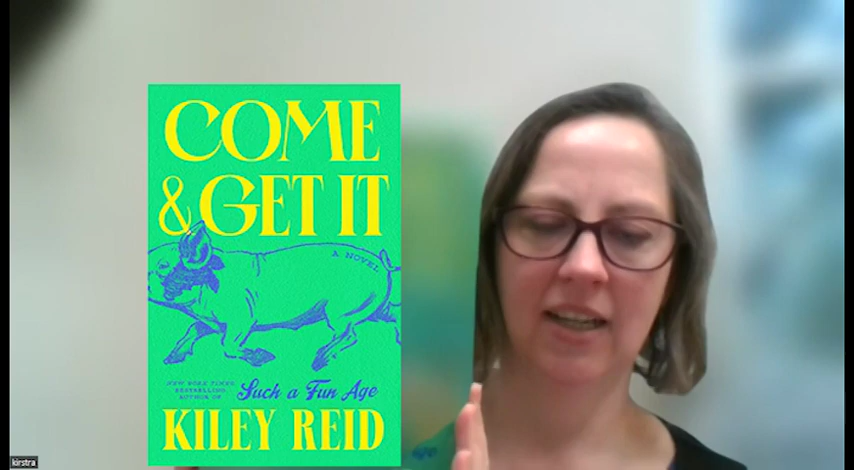 COME
& GET IT
A NOVEL
NEW YORK TIMES
BESTSELLING
AUTHOR OF
Such a Fun Age
KILEY REID
kirstra